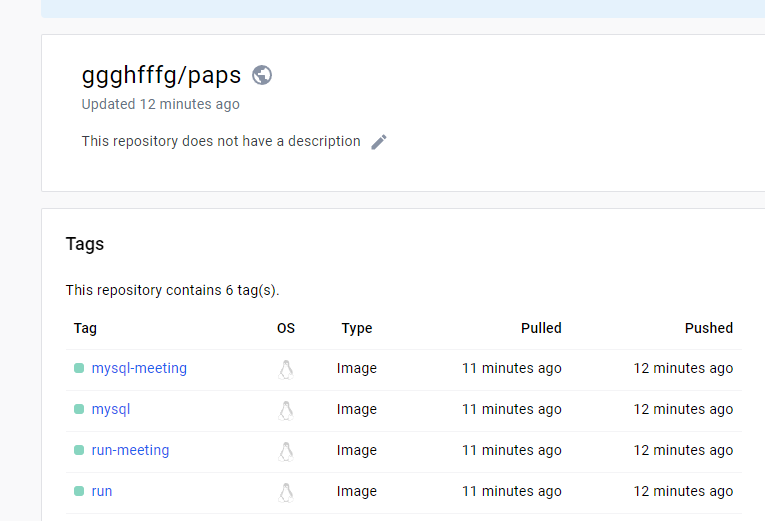 ggghfffg/paps
Updated 12 minutes ago
This repository does not have a description
Tags
This repository contains 6 tag(s).
Tag OS Type Pulled Pushed
mysql-meeting Image 11 minutes ago 12 minutes ago
mysql Image 11 minutes ago 12 minutes ago
run-meeting Image 11 minutes ago 12 minutes ago
run Image 11 minutes ago 12 minutes ago